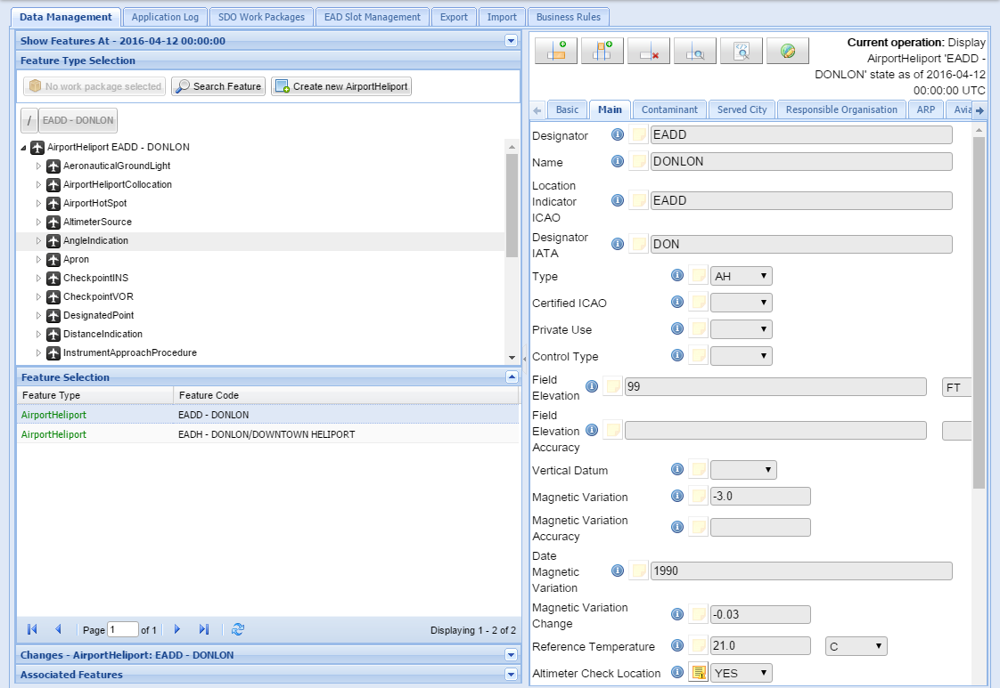 Data Management
Application Log
SDO Work Packages
EAD Slot Management
Export
Import
Business Rules
Show Features At - 2016-04-12 00:00:00
Feature Type Selection
No work package selected
Search Feature
Create new AirportHeliport
/
EADD - DONLON
AirportHeliport EADD - DONLON
AeronauticalGroundLight
AirportHeliportCollocation
AirportHotSpot
AltimeterSource
AngleIndication
Apron
CheckpointINS
CheckpointVOR
DesignatedPoint
DistanceIndication
InstrumentApproachProcedure
Feature Selection
Feature Type Feature Code
AirportHeliport EADD - DONLON
AirportHeliport EADH - DONLON/DOWNTOWN HELIPORT
Page 1 of 1
Displaying 1 - 2 of 2
Changes - AirportHeliport: EADD - DONLON
Associated Features
Current operation: Display
AirportHeliport 'EADD -
DONLON' state as of 2016-04-12
00:00:00 UTC
Basic
Main
Contaminant
Served City
Responsible Organisation
ARP
Avia
Designator EADD
Name DONLON
Location
Indicator EADD
ICAO
Designator
IATA DON
Type AH
Certified ICAO
Private Use
Control Type
Field
Elevation 99 FT
Field
Elevation
Accuracy
Vertical Datum
Magnetic Variation -3.0
Magnetic Variation
Accuracy
Date
Magnetic 1990
Variation
Magnetic Variation
Change -0.03
Reference Temperature 21.0 C
Altimeter Check Location YES